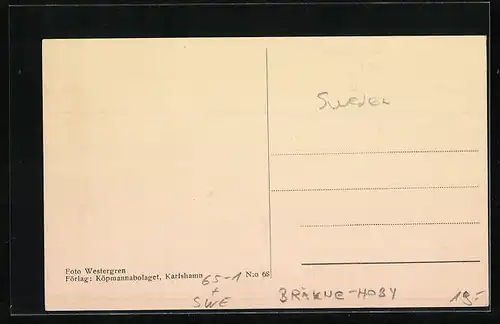 Sweden
Foto Westergren
Förlag: Köpmannabolaget, Karlshamn N:o 68
65-1
+
SWE
BRÄKNE-HOBY
19.-